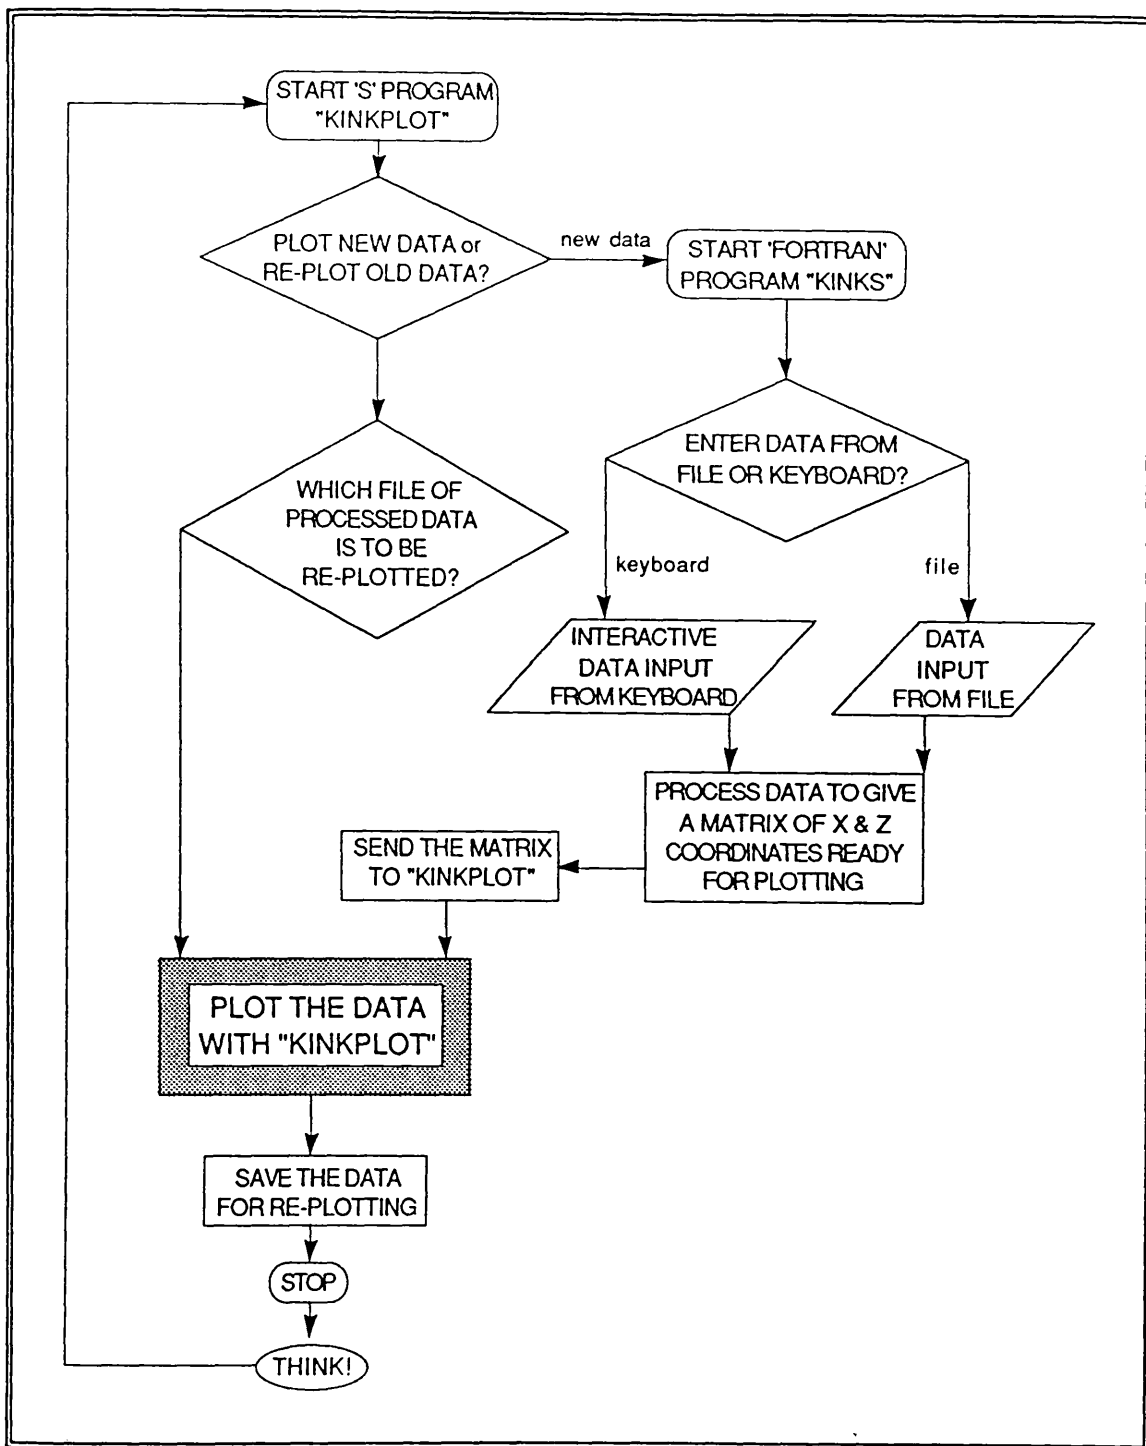 START 'S' PROGRAM
"KINKPLOT"
PLOT NEW DATA or
RE-PLOT OLD DATA?
new data
START 'FORTRAN'
PROGRAM "KINKS"
ENTER DATA FROM
FILE OR KEYBOARD?
WHICH FILE OF
PROCESSED DATA
IS TO BE
RE-PLOTTED?
keyboard
file
INTERACTIVE
DATA INPUT
FROM KEYBOARD
DATA
INPUT
FROM FILE
PROCESS DATA TO GIVE
A MATRIX OF X & Z
COORDINATES READY
FOR PLOTTING
SEND THE MATRIX
TO "KINKPLOT"
PLOT THE DATA
WITH "KINKPLOT"
SAVE THE DATA
FOR RE-PLOTTING
STOP
THINK!